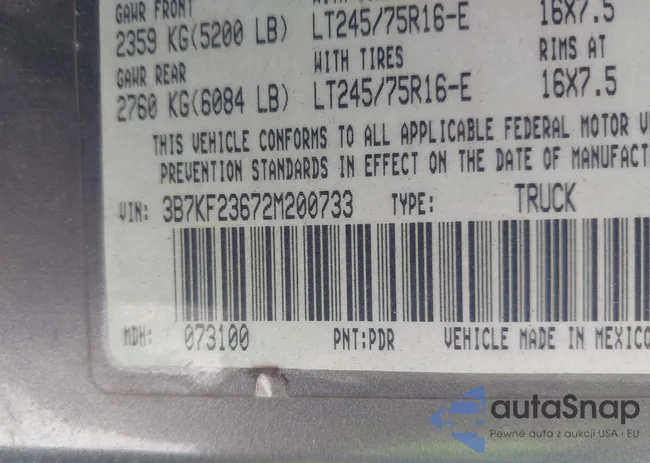 GAWR FRONT
2359 KG(5200 LB) LT245/75R16-E 16X7.5
GAWR REAR WITH TIRES RIMS AT
2760 KG(6084 LB) LT245/75R16-E 16X7.5
THIS VEHICLE CONFORMS TO ALL APPLICABLE FEDERAL MOTOR
PREVENTION STANDARDS IN EFFECT ON THE DATE OF MANUFACT
VIN: 3B7KF23672M200733 TYPE: TRUCK
MDH: 073100 PNT:PDR VEHICLE MADE IN MEXICO
autaSnap
Pewne auta z aukcji USA i EU